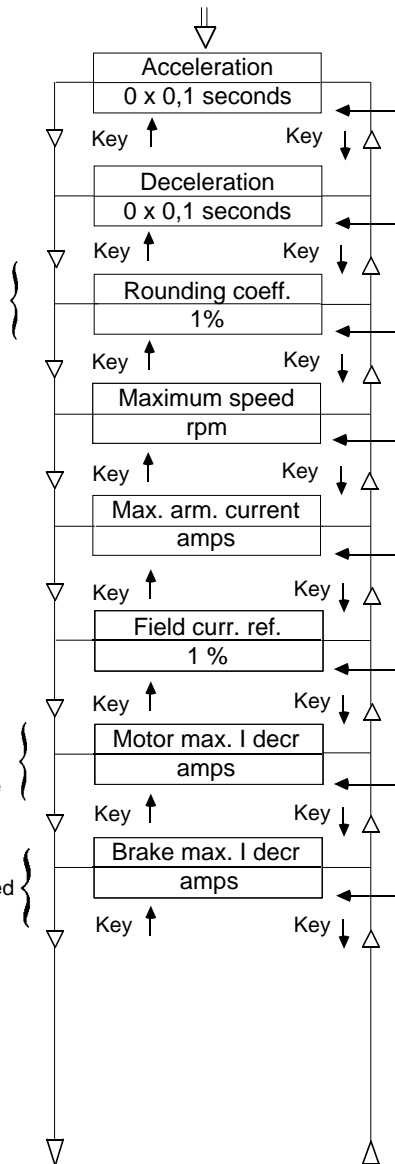 Acceleration
0 x 0,1 seconds
Key Key
Deceleration
0 x 0,1 seconds
Key Key
Rounding coeff.
1%
Key Key
Maximum speed
rpm
Key Key
Max. arm. current
amps
Key Key
Field curr. ref.
1 %
Key Key
Motor max. I decr
amps
Key Key
Brake max. I decr
ed
amps
Key Key